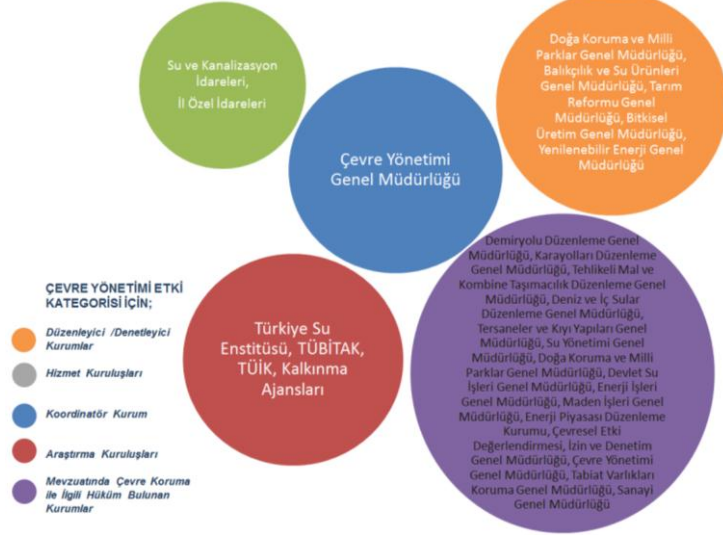 Su ve Kanalizasyon
İdareleri,
İl Özel İdareleri
Çevre Yönetimi
Genel Müdürlüğü
Doğa Koruma ve Milli
Parklar Genel Müdürlüğü,
Balıkçılık ve Su Ürünleri
Genel Müdürlüğü, Tarım
Reformu Genel
Müdürlüğü, Bitkisel
Üretim Genel Müdürlüğü,
Yenilenebilir Enerji Genel
Müdürlüğü
Türkiye Su
Enstitüsü, TÜBİTAK,
TÜİK, Kalkınma
Ajansları
Demiryolu Düzenleme Genel
Müdürlüğü, Karayolları Düzenleme
Genel Müdürlüğü, Tehlikeli Mal ve
Kombine Taşımacılık Düzenleme Genel
Müdürlüğü, Deniz ve İç Sular
Düzenleme Genel Müdürlüğü,
Tersaneler ve Kıyı Yapıları Genel
Müdürlüğü, Su Yönetimi Genel
Müdürlüğü, Doğa Koruma ve Milli
Parklar Genel Müdürlüğü, Devlet Su
İşleri Genel Müdürlüğü, Enerji İşleri
Genel Müdürlüğü, Maden İşleri Genel
Müdürlüğü, Enerji Piyasası Düzenleme
Kurumu, Çevresel Etki
Değerlendirmesi, İzin ve Denetim
Genel Müdürlüğü, Çevre Yönetimi
Genel Müdürlüğü, Tabiat Varlıkları
Koruma Genel Müdürlüğü, Sanayi
Genel Müdürlüğü
ÇEVRE YÖNETİMİ ETKİ
KATEGORİSİ İÇİN;
Düzenleyici /Denetleyici
Kurumlar
Hizmet Kuruluşları
Koordinatör Kurum
Araştırma Kuruluşları
Mevzuatında Çevre Koruma
ile İlgili Hüküm Bulunan
Kurumlar